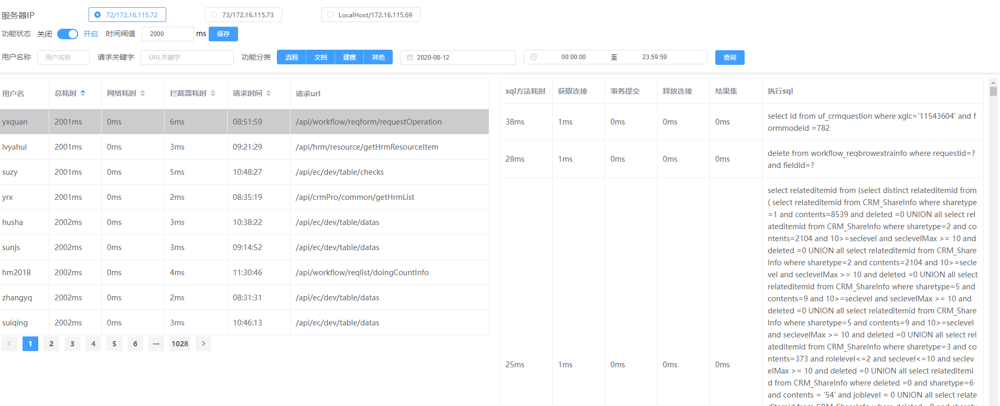 服务器IP 72/172.16.115.72 73/172.16.115.73 LocalHost/172.16.115.69
功能状态 关闭 开启 时间阀值 2000 ms 保存
用户名称 用户名称 请求关键字 URL关键字 功能分类 流程 文档 建模 其他 2020-08-12 00:00:00 至 23:59:59 查询
用户名 总耗时 网络耗时 拦截器耗时 请求时间 请求url
yxquan 2001ms 0ms 6ms 08:51:59 /api/workflow/reqform/requestOperation
lvyahui 2001ms 0ms 3ms 09:21:29 /api/hrm/resource/getHrmResourceItem
suzy 2001ms 0ms 5ms 10:48:27 /api/ec/dev/table/checks
yrx 2001ms 0ms 2ms 08:35:19 /api/crmPro/common/getHrmList
husha 2002ms 0ms 3ms 10:38:22 /api/ec/dev/table/datas
sunjs 2002ms 0ms 3ms 09:14:52 /api/ec/dev/table/datas
hm2018 2002ms 0ms 4ms 11:30:46 /api/workflow/reqlist/doingCountInfo
zhangyq 2002ms 0ms 2ms 08:31:31 /api/ec/dev/table/datas
suiqing 2002ms 0ms 3ms 10:46:13 /api/ec/dev/table/datas
1 2 3 4 5 6 ••• 1028
sql方法耗时 获取连接 事务提交 释放连接 结果集 执行sql
38ms 1ms 0ms 0ms 0ms select id from uf_crmquestion where xglc='11543604' and f
ormmodeid =782
28ms 1ms 0ms 0ms 0ms delete from workflow_reqbrowextrainfo where requestid=?
and fieldid=?
select relateditemid from (select distinct relateditemid from
( select relateditemid from CRM_ShareInfo where sharetype
=1 and contents=8539 and deleted =0 UNION all select rel
ateditemid from CRM_ShareInfo where sharetype=2 and co
ntents=2104 and 10>=seclevel and seclevelMax >= 10 and
deleted =0 UNION all select relateditemid from CRM_Share
Info where sharetype=2 and contents=2104 and 10>=secle
vel and seclevelMax >= 10 and deleted =0 UNION all select
relateditemid from CRM_ShareInfo where sharetype=5 and
contents=9 and 10>=seclevel and seclevelMax >= 10 and
deleted =0 UNION all select relateditemid from CRM_Share
Info where sharetype=5 and contents=9 and 10>=seclevel
and seclevelMax >= 10 and deleted =0 UNION all select rel
ateditemid from CRM_ShareInfo where sharetype=3 and co
ntents=373 and rolelevel<=2 and seclevel<=10 and seclev
25ms 1ms 0ms 0ms 0ms elMax >= 10 and deleted =0 UNION all select relateditemi
d from CRM_ShareInfo where deleted =0 and sharetype=6
and contents = '54' and joblevel = 0 UNION all select relate